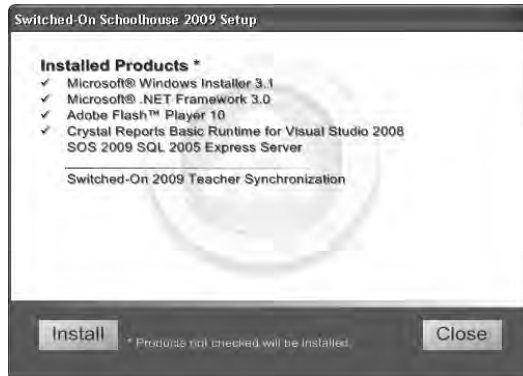 Switched-On Schoolhouse 2009 Setup
Installed Products *
✓ Microsoft® Windows Installer 3.1
✓ Microsoft® .NET Framework 3.0
✓ Adobe Flash™ Player 10
✓ Crystal Reports Basic Runtime for Visual Studio 2008
SOS 2009 SQL 2005 Express Server
Switched-On 2009 Teacher Synchronization
Install
* Products not checked will be installed.
Close